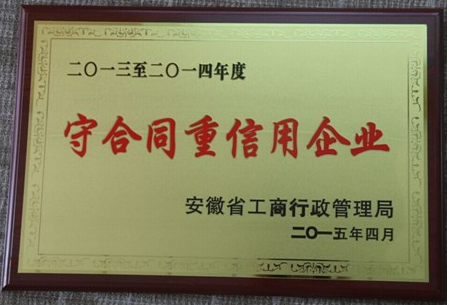 二〇一三至二〇一四年度
守合同重信用企业
安徽省工商行政管理局
二〇一五年四月